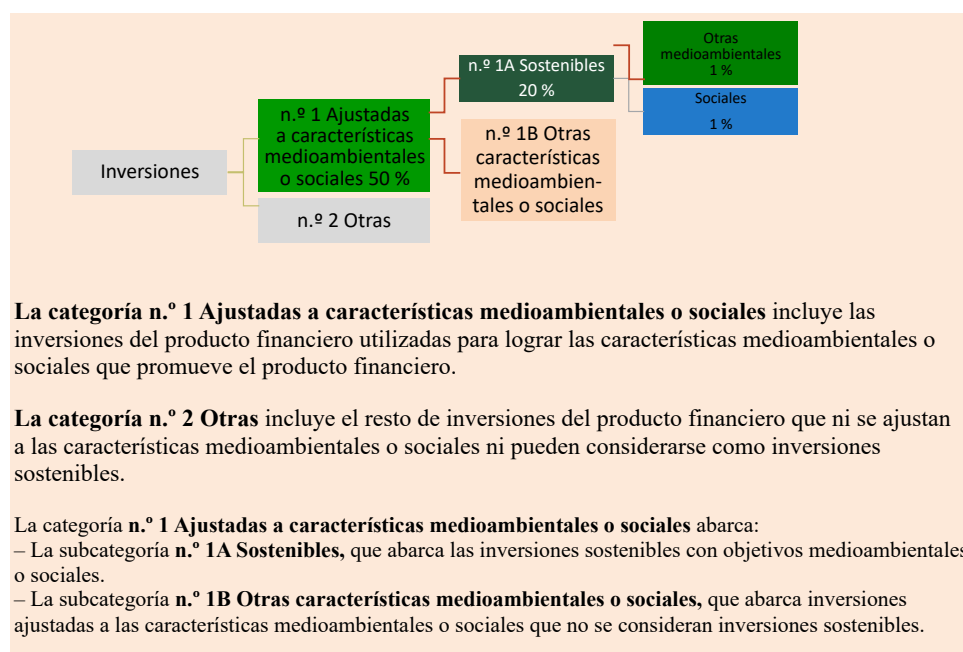 Otras
medioambientales
1 %
n.º 1A Sostenibles
20 %
Sociales
1 %
n.º 1 Ajustadas
a características
medioambientales
o sociales 50 %
n.º 1B Otras
características
medioambien-
tales o sociales
Inversiones
n.º 2 Otras
La categoría n.º 1 Ajustadas a características medioambientales o sociales incluye las
inversiones del producto financiero utilizadas para lograr las características medioambientales o
sociales que promueve el producto financiero.
La categoría n.º 2 Otras incluye el resto de inversiones del producto financiero que ni se ajustan
a las características medioambientales o sociales ni pueden considerarse como inversiones
sostenibles.
La categoría n.º 1 Ajustadas a características medioambientales o sociales abarca:
– La subcategoría n.º 1A Sostenibles, que abarca las inversiones sostenibles con objetivos medioambientales
o sociales.
– La subcategoría n.º 1B Otras características medioambientales o sociales, que abarca inversiones
ajustadas a las características medioambientales o sociales que no se consideran inversiones sostenibles.